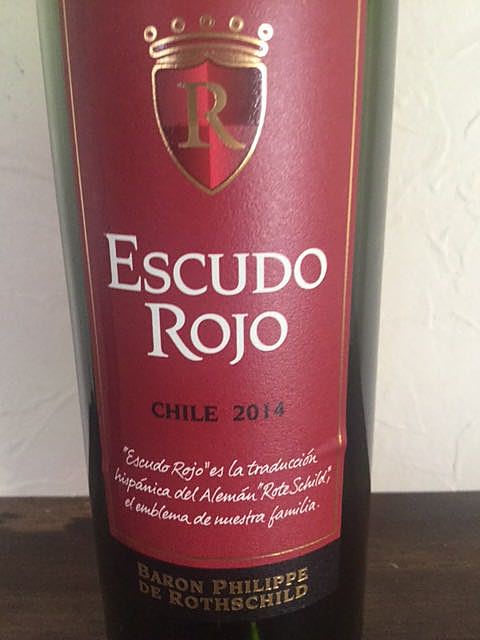 R
ESCUDO
ROJO
CHILE 2014
"Escudo Rojo" es la traducción
hispánica del Alemán "Rote Schild",
el emblema de nuestra familia.
BARON PHILIPPE
DE ROTHSCHILD